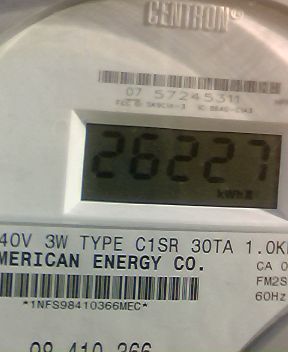 CENTRON®
07 57245311
26227
kWh
40V 3W TYPE C1SR 30TA 1.0K
MERICAN ENERGY CO. CA 0
FM2S
60Hz
*1NFS98410366MEC*
98 410 366